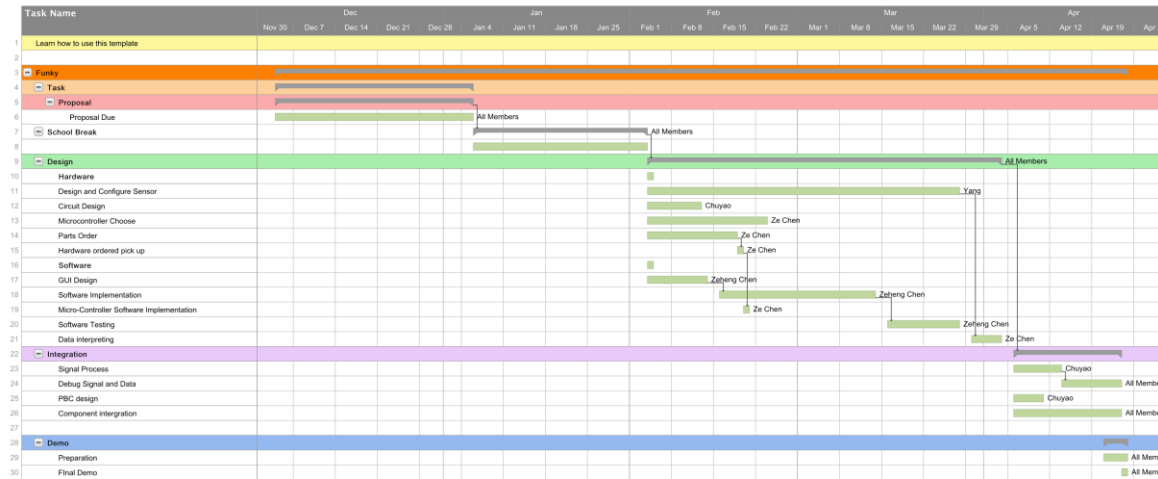 Task Name Dec Jan Feb Mar Apr
Nov 30 Dec 7 Dec 14 Dec 21 Dec 28 Jan 4 Jan 11 Jan 18 Jan 25 Feb 1 Feb 8 Feb 15 Feb 22 Mar 1 Mar 8 Mar 15 Mar 22 Mar 29 Apr 5 Apr 12 Apr 19 Apr
1 Learn how to use this template
2
3 Funky
4 Task
5 Proposal
6 Proposal Due All Members
7 School Break All Members
8
9 Design All Members
10 Hardware
11 Design and Configure Sensor Yang
12 Circuit Design Chuyao
13 Microcontroller Choose Ze Chen
14 Parts Order Ze Chen
15 Hardware ordered pick up Ze Chen
16 Software
17 GUI Design Zeheng Chen
18 Software Implementation Zeheng Chen
19 Micro-Controller Software Implementation Ze Chen
20 Software Testing Zeheng Chen
21 Data interpreting Ze Chen
22 Integration
23 Signal Process Chuyao
24 Debug Signal and Data All Membe
25 PBC design Chuyao
26 Component intergration All Membe
27
28 Demo
29 Preparation All Mem
30 FInal Demo All Mem